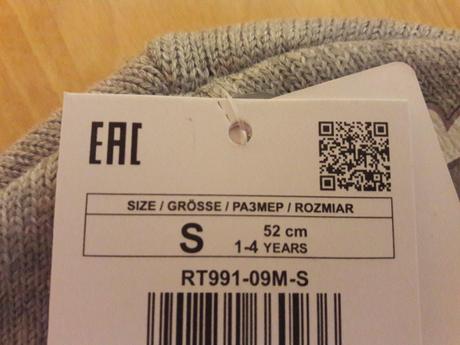 EAC
SIZE / GRÖSSE / РАЗМЕР / ROZMIAR
S
52 cm
1-4 YEARS
RT991-09M-S